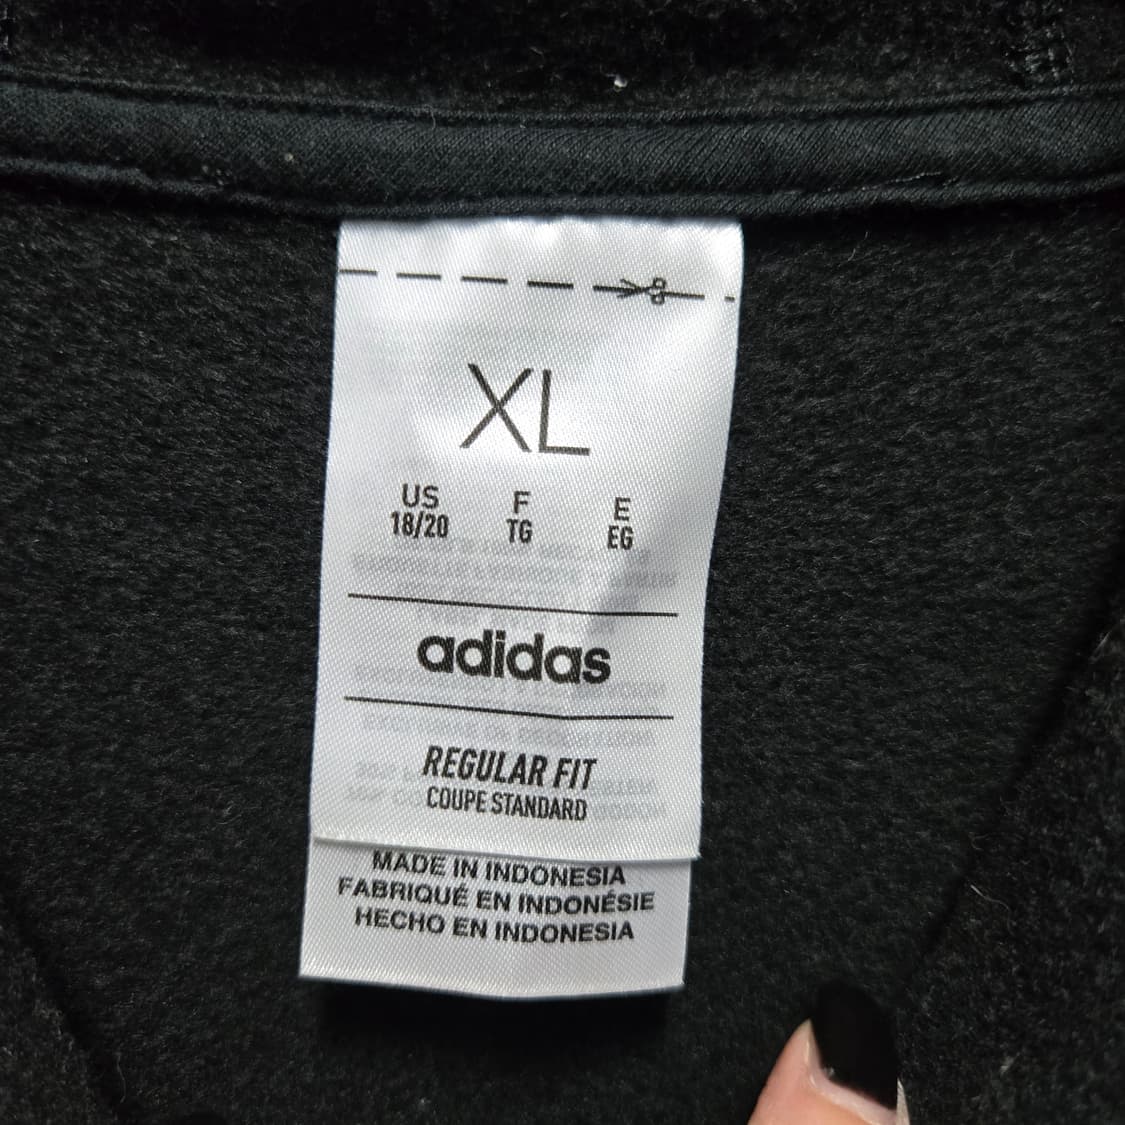 XL
US F E
18/20 TG EG
adidas
REGULAR FIT
COUPE STANDARD
MADE IN INDONESIA
FABRIQUÉ EN INDONÉSIE
HECHO EN INDONESIA